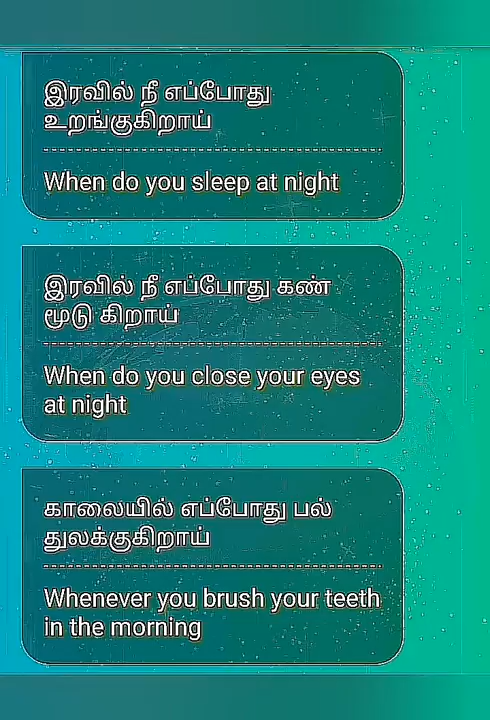 இரவில் நீ எப்போது
உறங்குகிறாய்
When do you sleep at night
இரவில் நீ எப்போது கண்
மூடு கிறாய்
When do you close your eyes
at night
காலையில் எப்போது பல்
துலக்குகிறாய்
Whenever you brush your teeth
in the morning